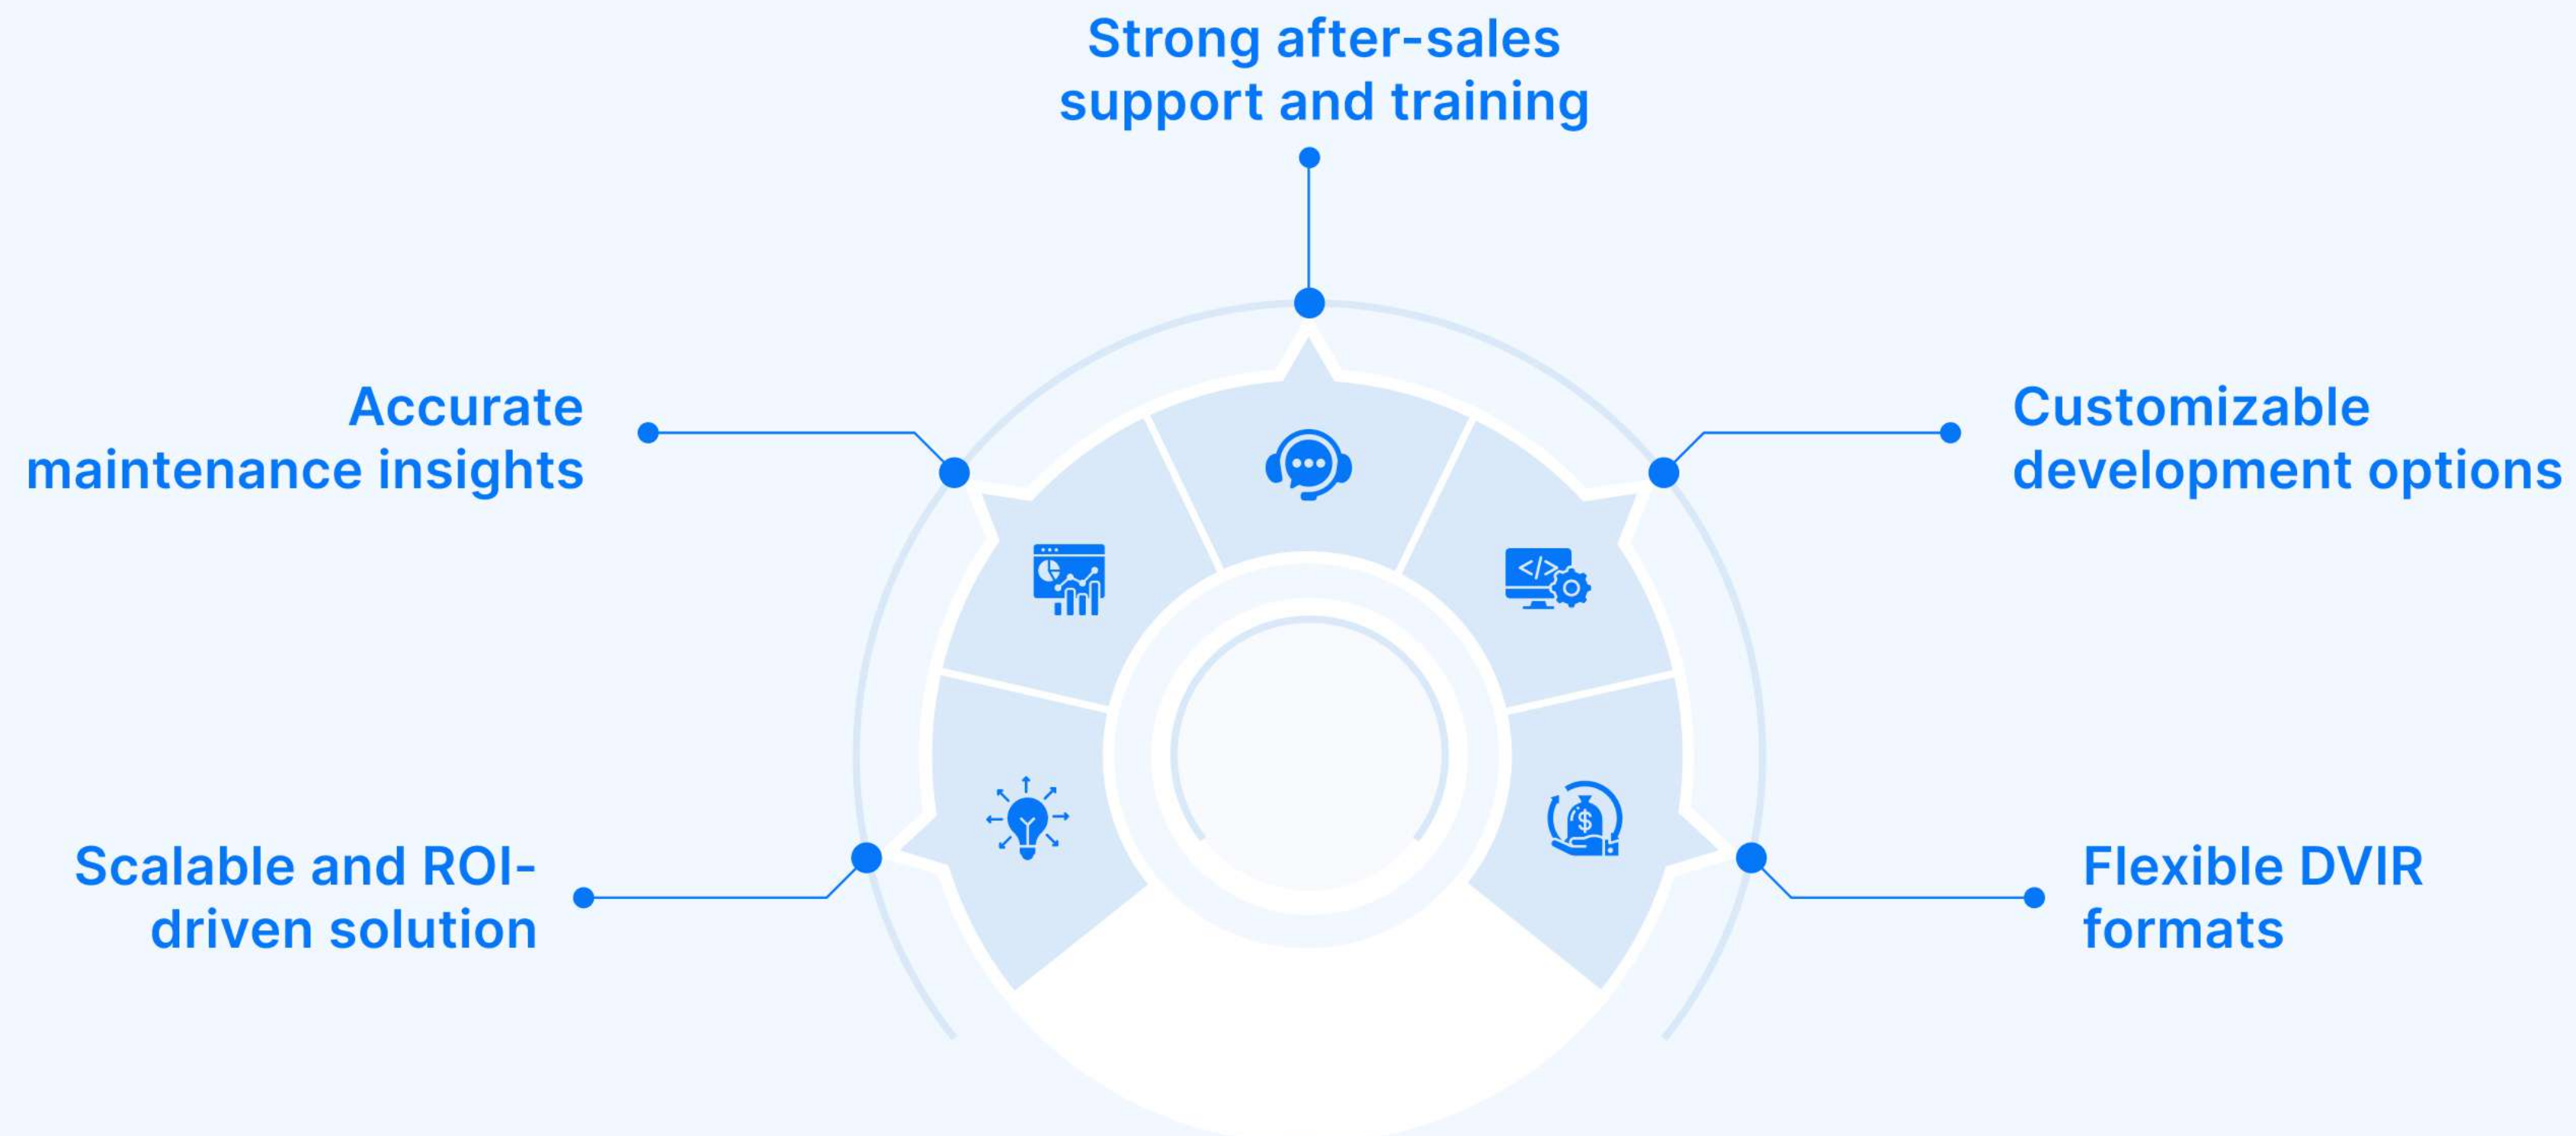 Strong after-sales
support and training
Accurate
maintenance insights
Customizable
development options
Scalable and ROI-
driven solution
Flexible DVIR
formats